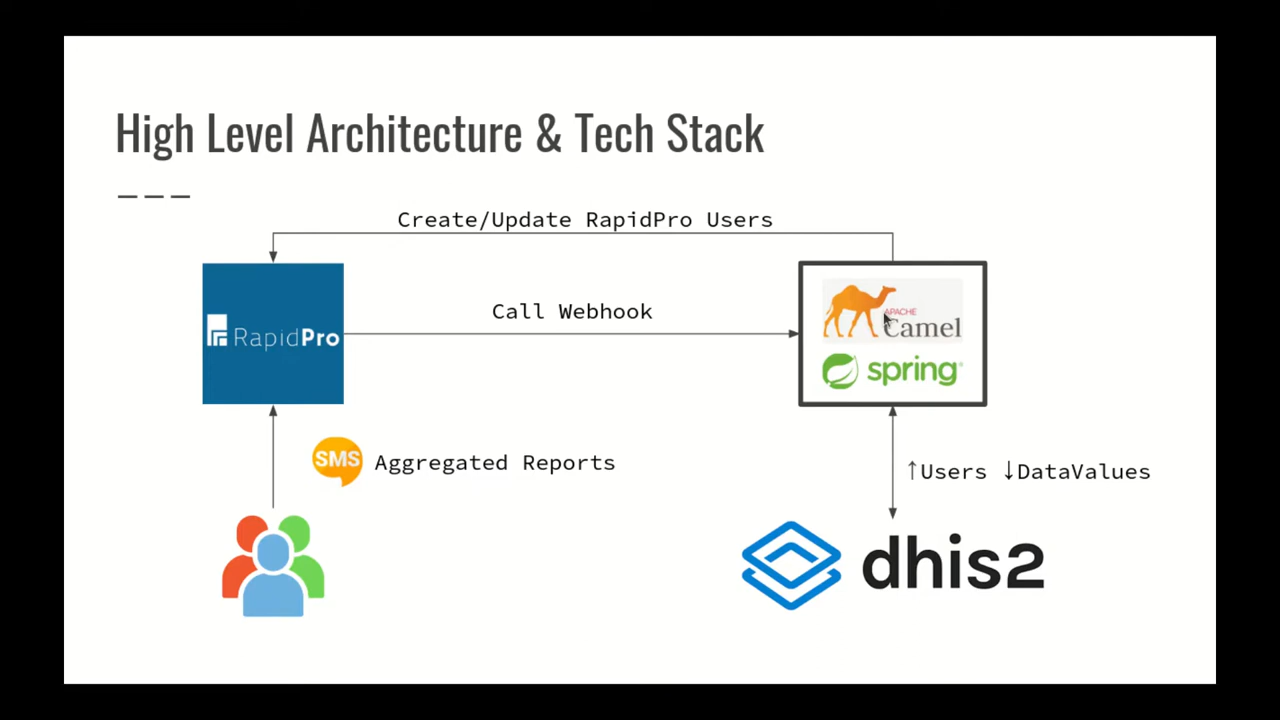 High Level Architecture & Tech Stack
Create/Update RapidPro Users
Call Webhook
RapidPro
APACHE
Camel
spring
SMS
Aggregated Reports
↑Users ↓DataValues
dhis2